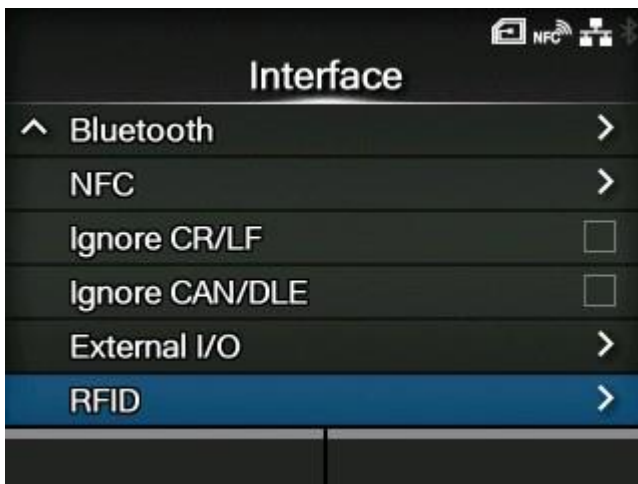 NFC
Interface
Bluetooth
NFC
Ignore CR/LF
Ignore CAN/DLE
External I/O
RFID